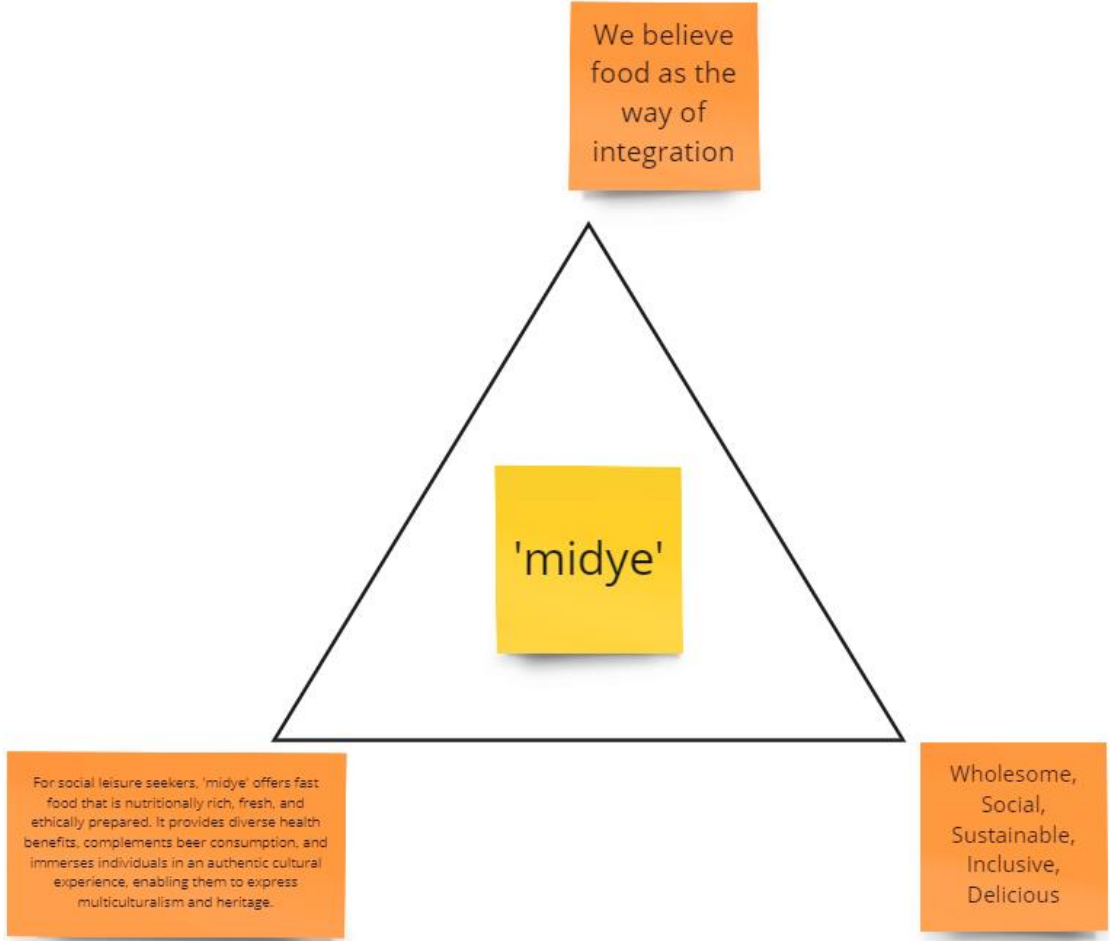 We believe
food as the
way of
integration
'midye'
For social leisure seekers, 'midye' offers fast
food that is nutritionally rich, fresh, and
ethically prepared. It provides diverse health
benefits, complements beer consumption, and
immerses individuals in an authentic cultural
experience, enabling them to express
multiculturalism and heritage.
Wholesome,
Social,
Sustainable,
Inclusive,
Delicious